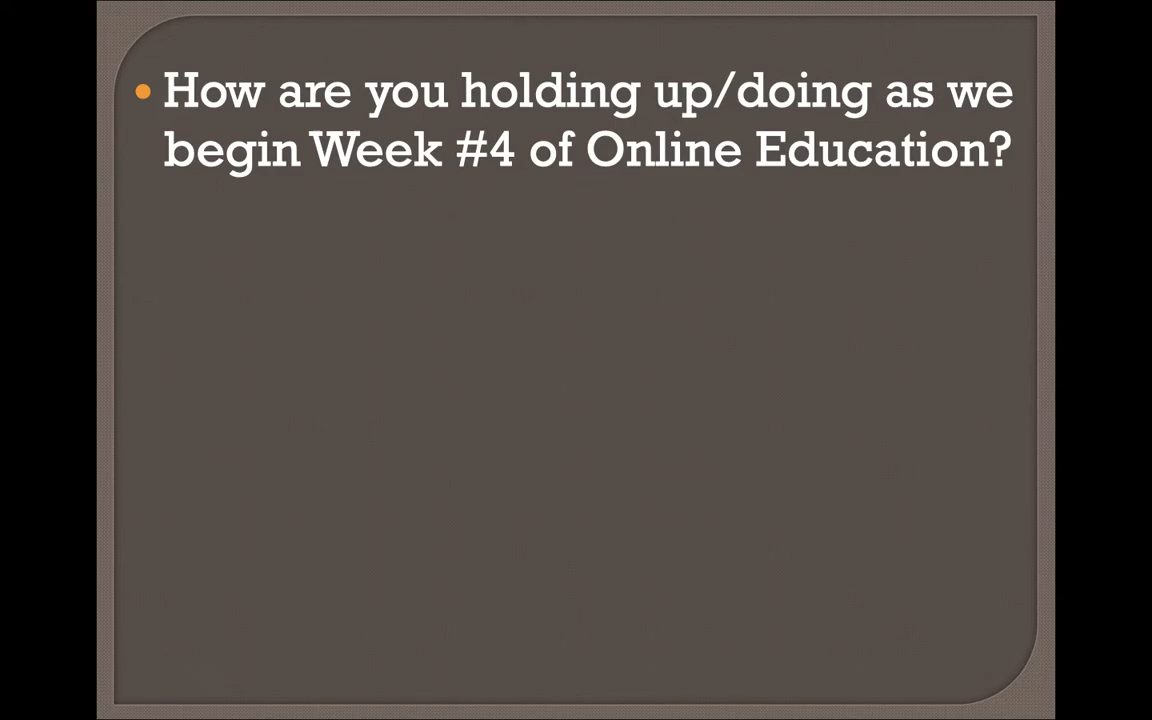 • How are you holding up/doing as we
begin Week #4 of Online Education?